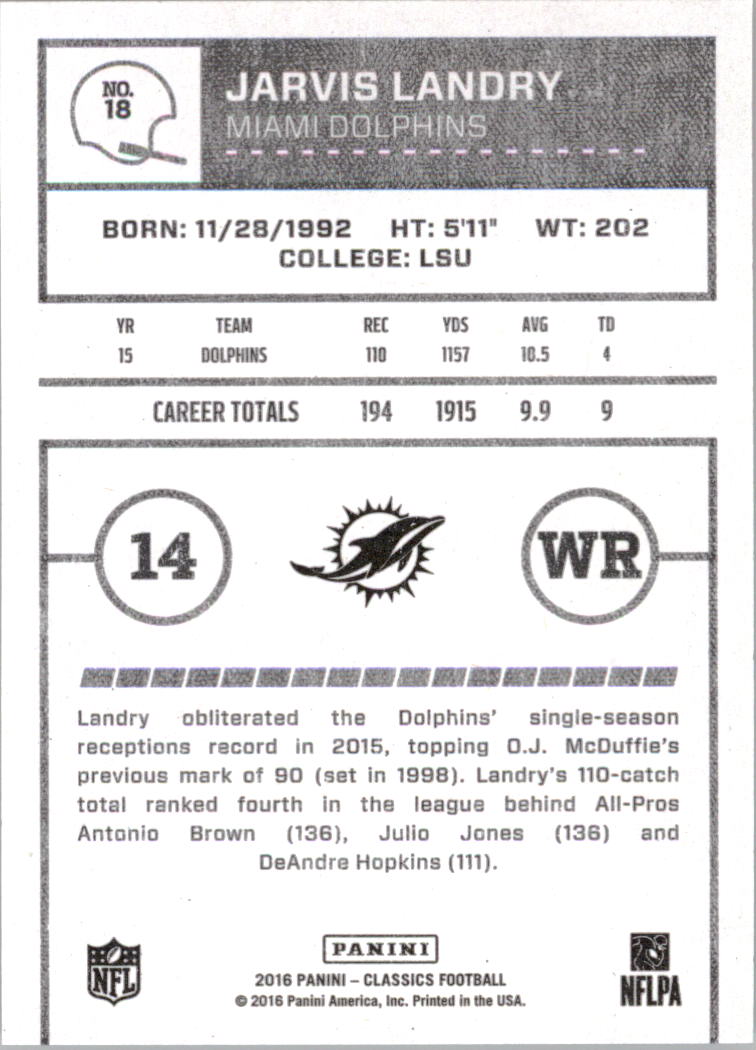 NO.
18
JARVIS LANDRY
MIAMI DOLPHINS
BORN: 11/28/1992 HT: 5'11" WT: 202
COLLEGE: LSU
YR TEAM REC YDS AVG TD
15 DOLPHINS 110 1157 10.5 4
CAREER TOTALS 194 1915 9.9 9
14 WR
Landry obliterated the Dolphins' single-season
receptions record in 2015, topping O.J. McDuffie's
previous mark of 90 (set in 1998). Landry's 110-catch
total ranked fourth in the league behind All-Pros
Antonio Brown (136), Julio Jones (136) and
DeAndre Hopkins (111).
NFL
PANINI
2016 PANINI – CLASSICS FOOTBALL
© 2016 Panini America, Inc. Printed in the USA.
NFLPA